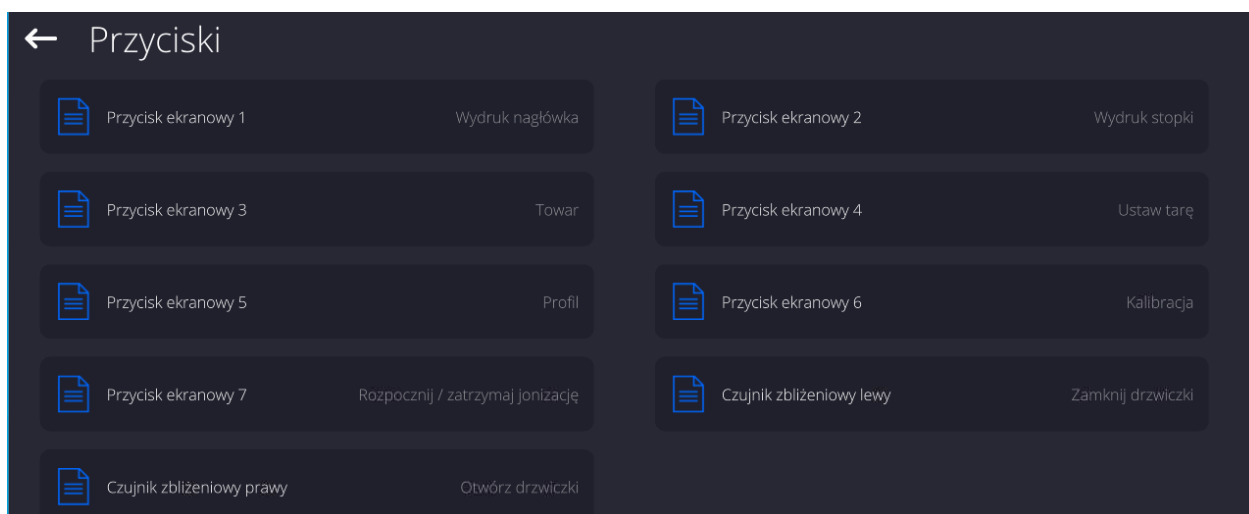 Przyciski
Przycisk ekranowy 1 Wydruk nagłówka
Przycisk ekranowy 2 Wydruk stopki
Przycisk ekranowy 3 Towar
Przycisk ekranowy 4 Ustaw tarę
Przycisk ekranowy 5 Profil
Przycisk ekranowy 6 Kalibracja
Przycisk ekranowy 7 Rozpocznij / zatrzymaj jonizację
Czujnik zbliżeniowy lewy Zamknij drzwiczki
Czujnik zbliżeniowy prawy Otwórz drzwiczki